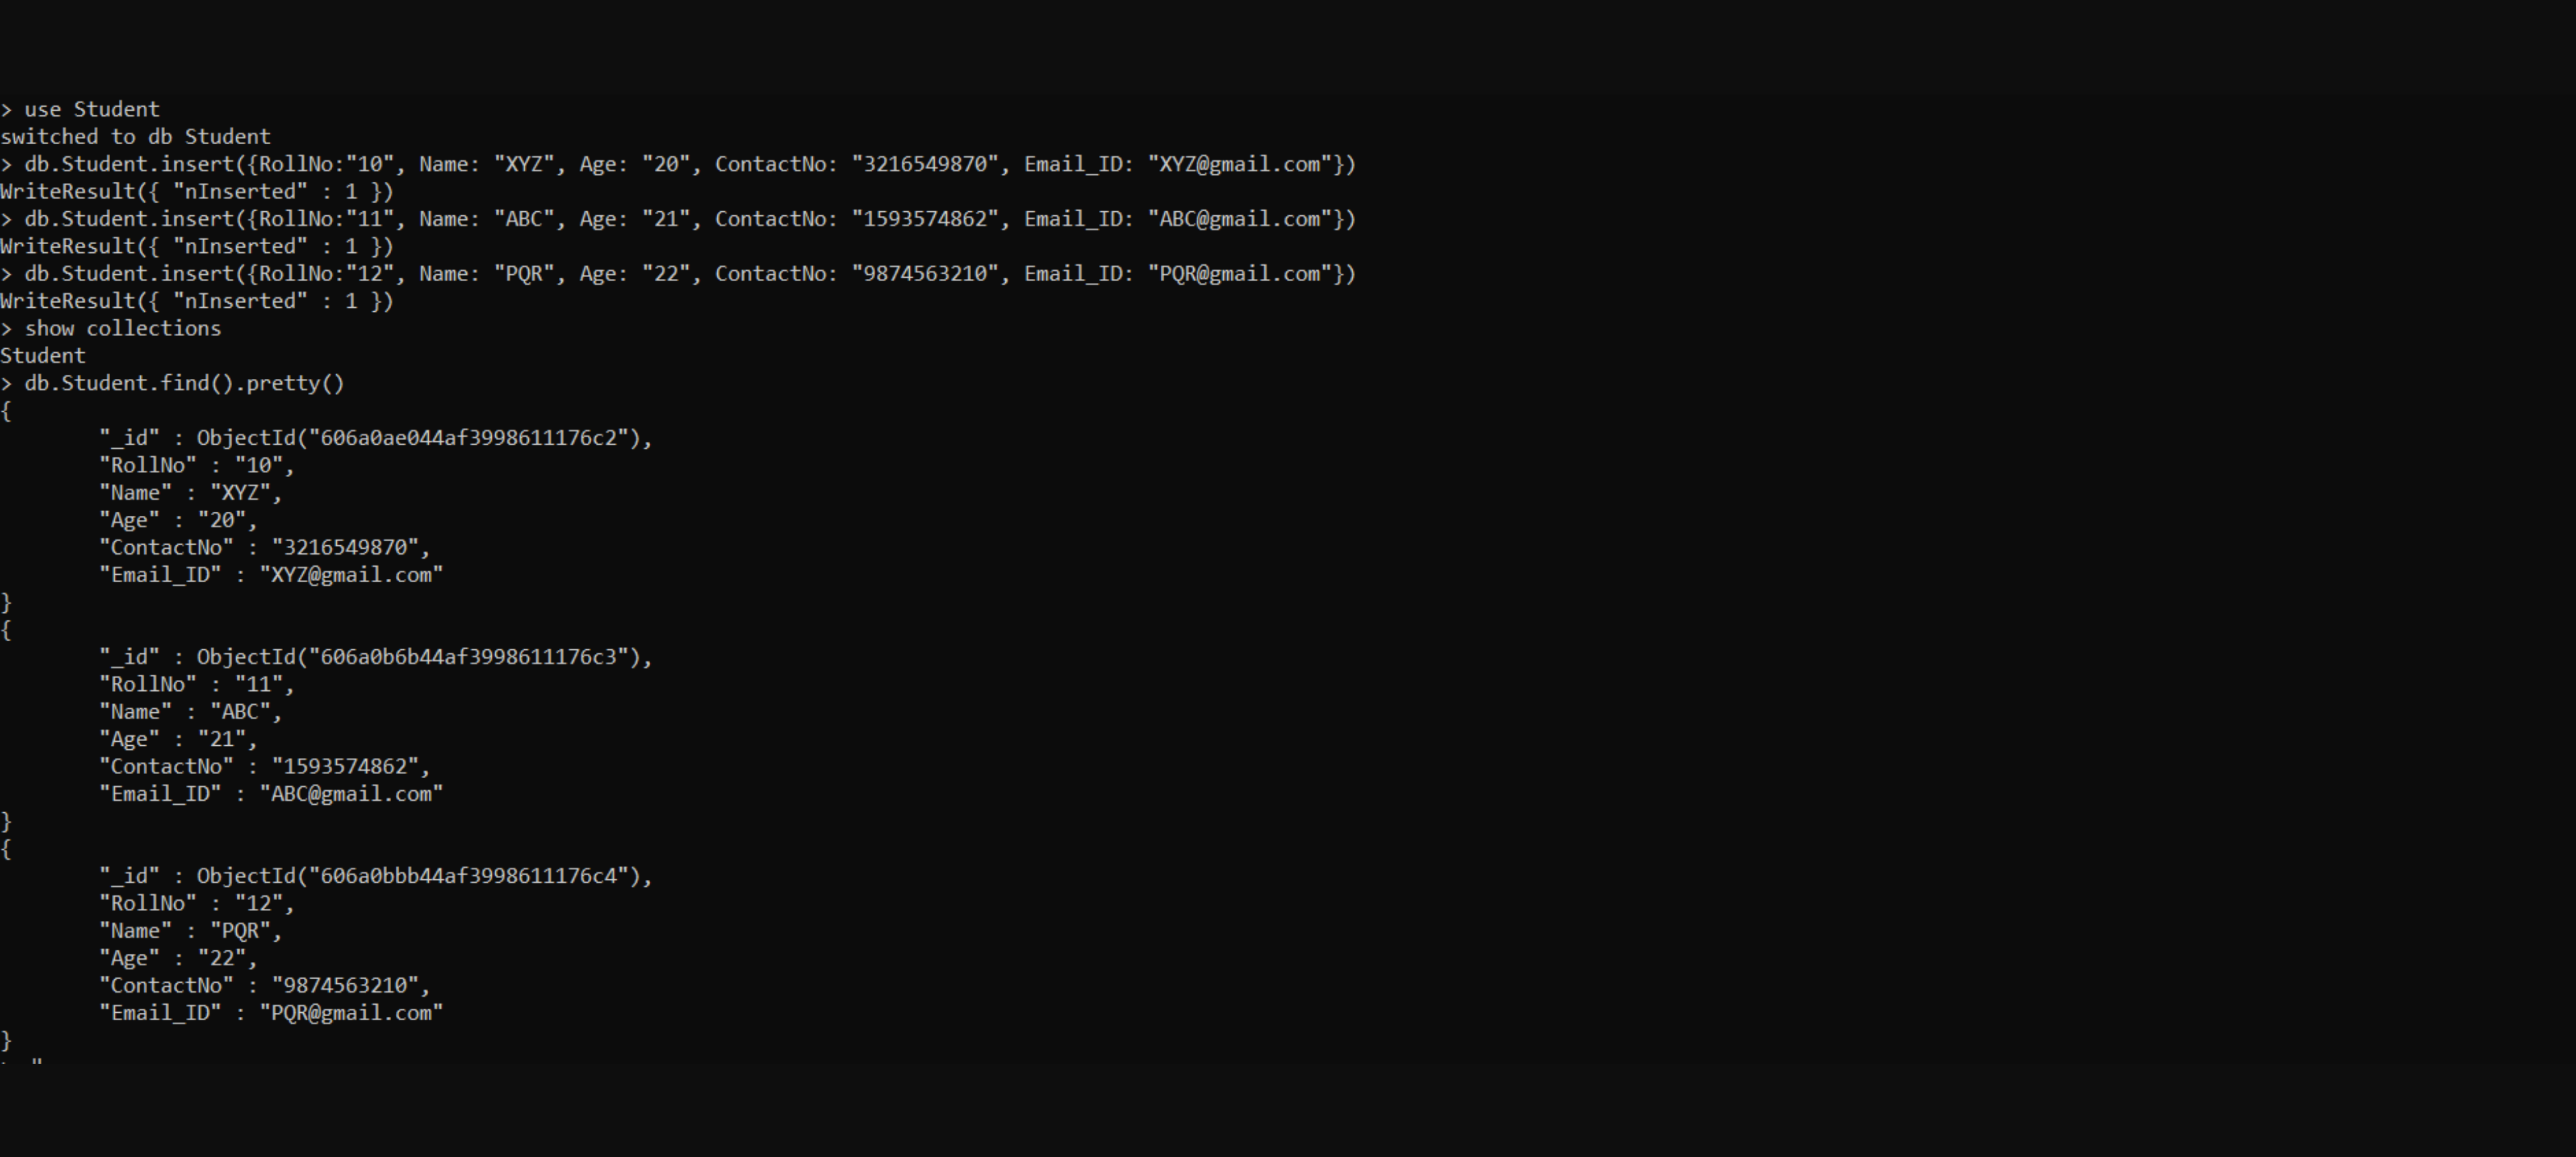 > use Student
switched to db Student
> db.Student.insert({RollNo:"10", Name: "XYZ", Age: "20", ContactNo: "3216549870", Email_ID: "XYZ@gmail.com"})
WriteResult({ "nInserted" : 1 })
> db.Student.insert({RollNo:"11", Name: "ABC", Age: "21", ContactNo: "1593574862", Email_ID: "ABC@gmail.com"})
WriteResult({ "nInserted" : 1 })
> db.Student.insert({RollNo:"12", Name: "PQR", Age: "22", ContactNo: "9874563210", Email_ID: "PQR@gmail.com"})
WriteResult({ "nInserted" : 1 })
> show collections
Student
> db.Student.find().pretty()
{
        "_id" : ObjectId("606a0ae044af3998611176c2"),
        "RollNo" : "10",
        "Name" : "XYZ",
        "Age" : "20",
        "ContactNo" : "3216549870",
        "Email_ID" : "XYZ@gmail.com"
}
{
        "_id" : ObjectId("606a0b6b44af3998611176c3"),
        "RollNo" : "11",
        "Name" : "ABC",
        "Age" : "21",
        "ContactNo" : "1593574862",
        "Email_ID" : "ABC@gmail.com"
}
{
        "_id" : ObjectId("606a0bbb44af3998611176c4"),
        "RollNo" : "12",
        "Name" : "PQR",
        "Age" : "22",
        "ContactNo" : "9874563210",
        "Email_ID" : "PQR@gmail.com"
}